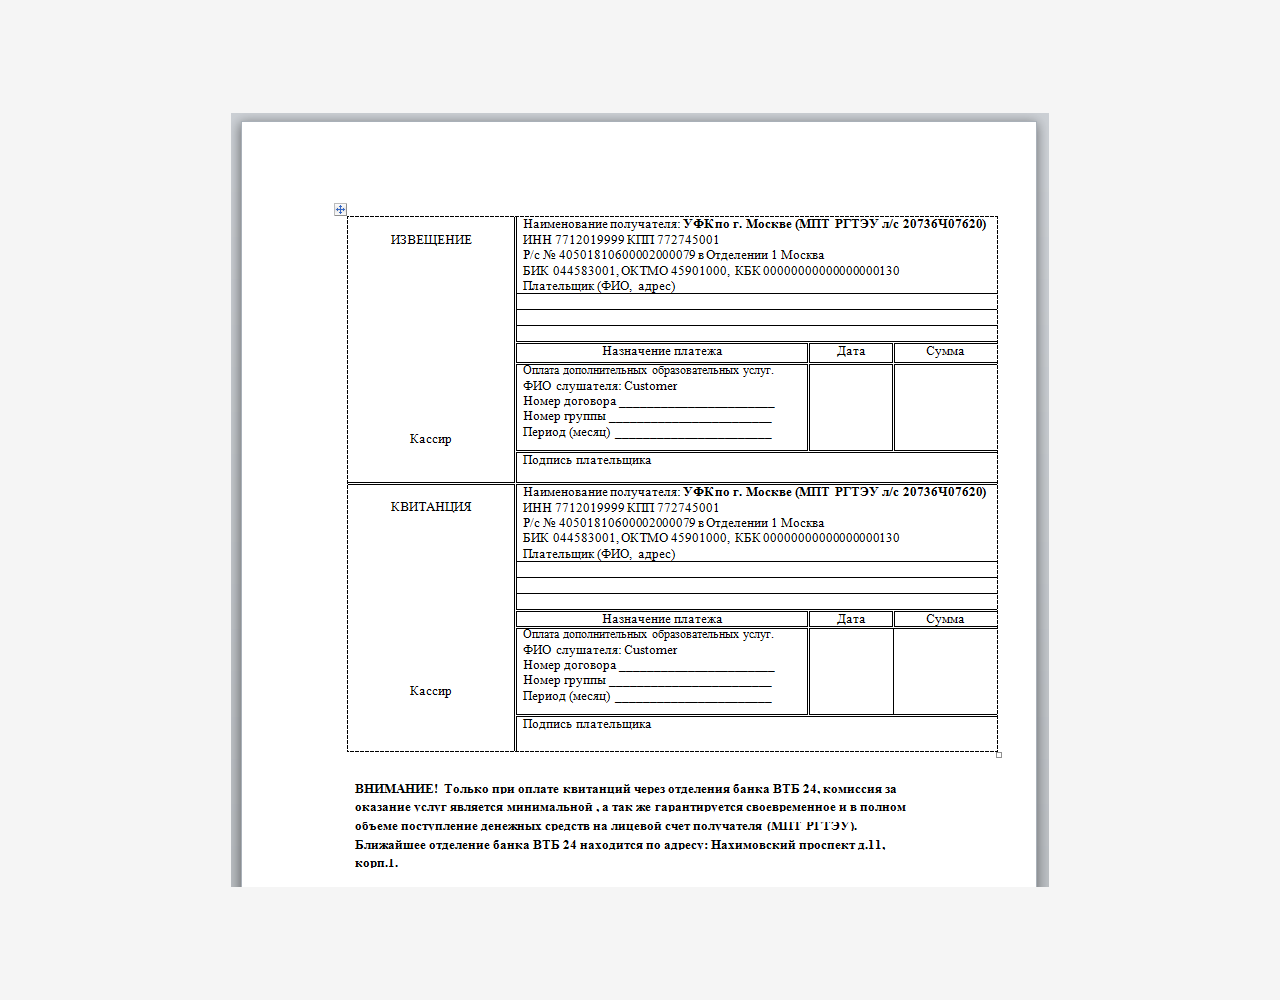 Наименование получателя: УФК по г. Москве (МПТ РГТЭУ л/с 20736Ч07620)
ИЗВЕЩЕНИЕ
ИНН 7712019999 КПП 772745001
Р/с № 40501810600002000079 в Отделении 1 Москва
БИК 044583001, ОКТМО 45901000, КБК 00000000000000000130
Плательщик (ФИО, адрес)
Назначение платежа Дата Сумма
Оплата дополнительных образовательных услуг.
ФИО слушателя: Customer
Номер договора ________________________
Номер группы _________________________
Период (месяц) ________________________
Кассир
Подпись плательщика
Наименование получателя: УФК по г. Москве (МПТ РГТЭУ л/с 20736Ч07620)
КВИТАНЦИЯ
ИНН 7712019999 КПП 772745001
Р/с № 40501810600002000079 в Отделении 1 Москва
БИК 044583001, ОКТМО 45901000, КБК 00000000000000000130
Плательщик (ФИО, адрес)
Назначение платежа Дата Сумма
Оплата дополнительных образовательных услуг.
ФИО слушателя: Customer
Номер договора ________________________
Номер группы _________________________
Кассир
Период (месяц) ________________________
Подпись плательщика
ВНИМАНИЕ! Только при оплате квитанций через отделения банка ВТБ 24, комиссия за
оказание услуг является минимальной , а так же гарантируется своевременное и в полном
объеме поступление денежных средств на лицевой счет получателя (МПТ РГТЭУ).
Ближайшее отделение банка ВТБ 24 находится по адресу: Нахимовский проспект д.11,
корп.1.